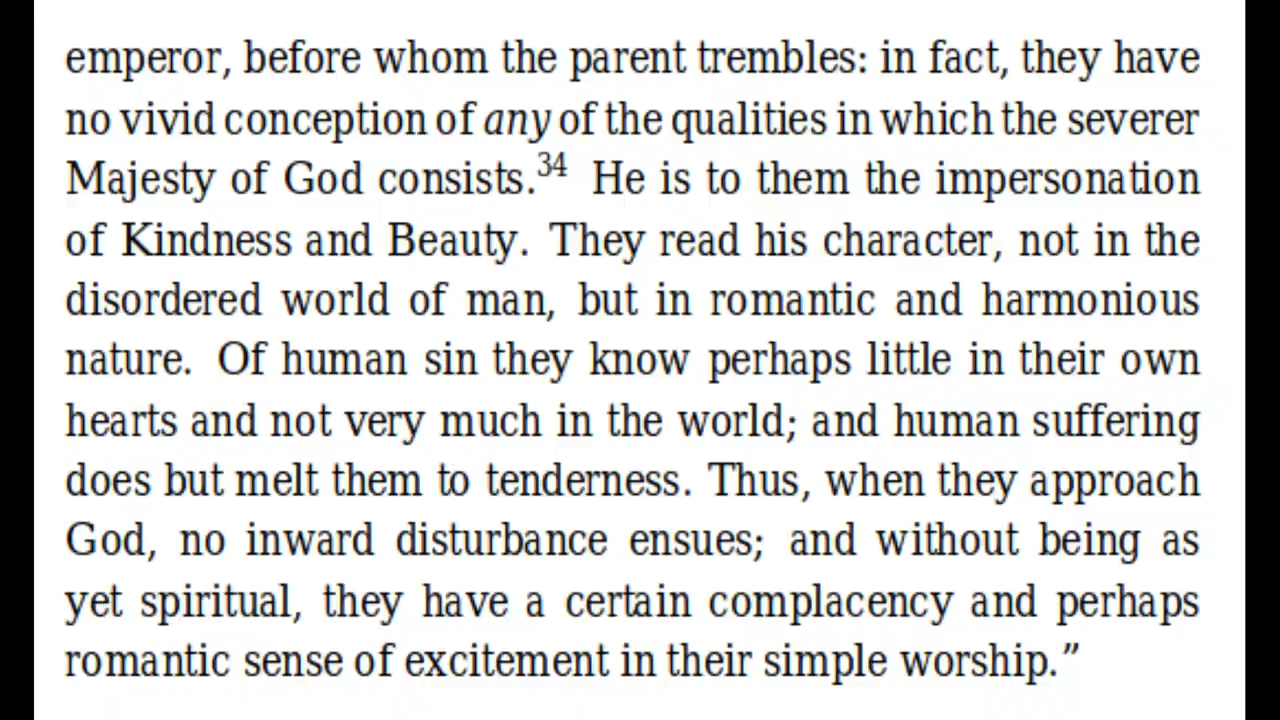 emperor, before whom the parent trembles: in fact, they have
no vivid conception of any of the qualities in which the severer
Majesty of God consists.34 He is to them the impersonation
of Kindness and Beauty. They read his character, not in the
disordered world of man, but in romantic and harmonious
nature. Of human sin they know perhaps little in their own
hearts and not very much in the world; and human suffering
does but melt them to tenderness. Thus, when they approach
God, no inward disturbance ensues; and without being as
yet spiritual, they have a certain complacency and perhaps
romantic sense of excitement in their simple worship.”